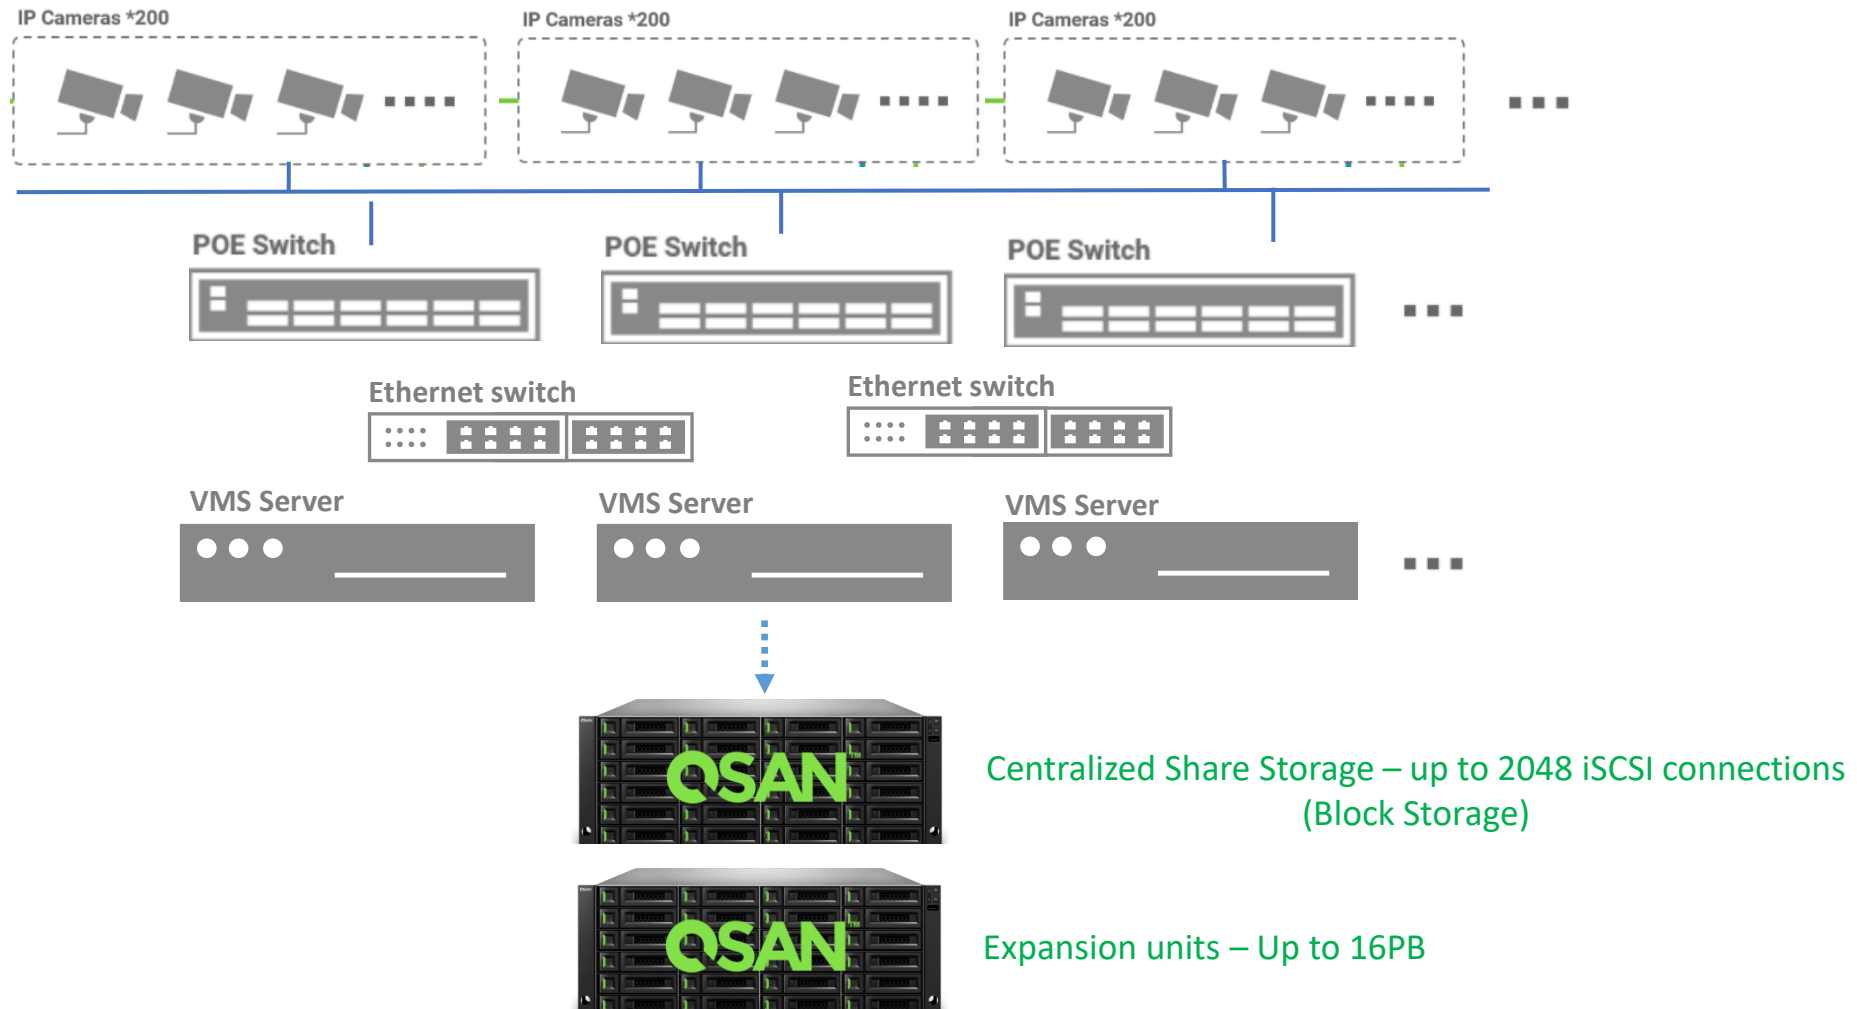 IP Cameras *200
IP Cameras *200
IP Cameras *200
POE Switch
POE Switch
POE Switch
Ethernet switch
Ethernet switch
VMS Server
VMS Server
VMS Server
QSAN™
Centralized Share Storage – up to 2048 iSCSI connections
(Block Storage)
QSAN™
Expansion units – Up to 16PB